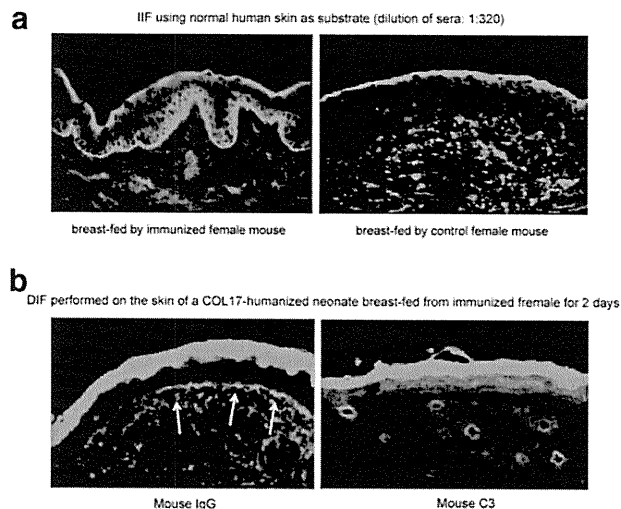 a
IIF using normal human skin as substrate (dilution of sera: 1:320)
breast-fed by immunized female mouse
breast-fed by control female mouse
b
DIF performed on the skin of a COL17-humanized neonate breast-fed from immunized fremale for 2 days
Mouse IgG
Mouse C3